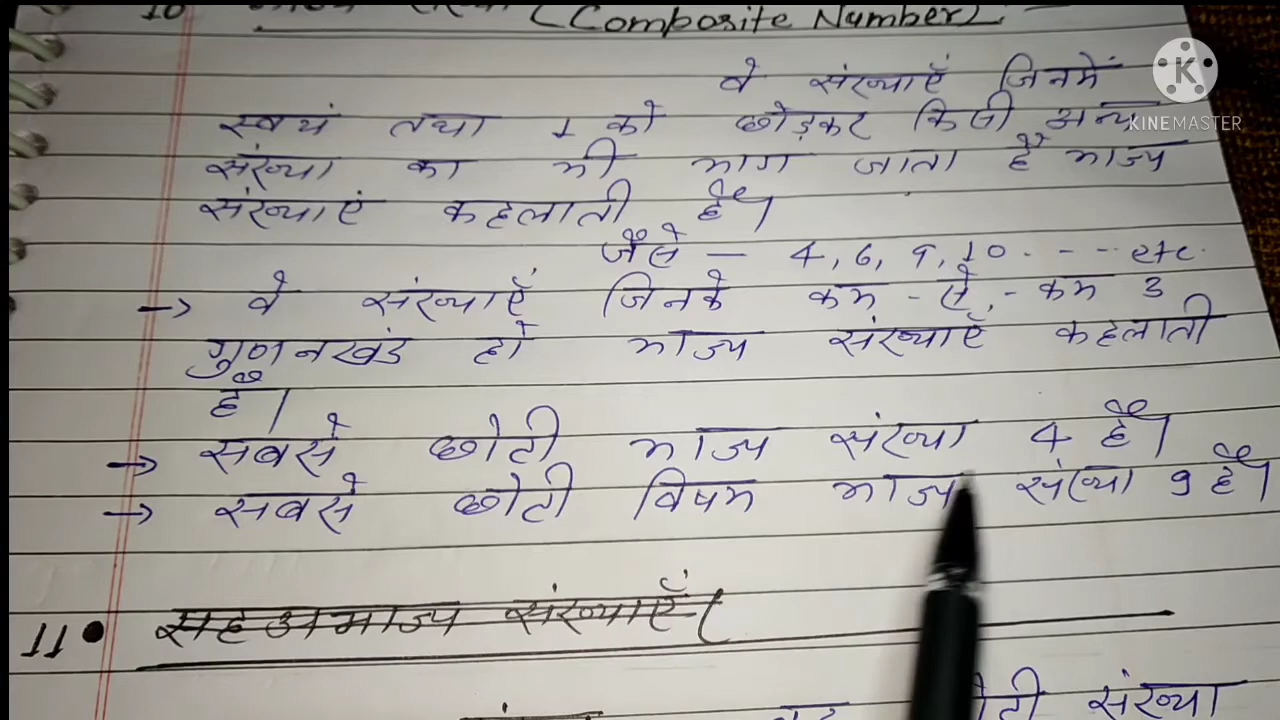 10 (Composite Number)
वे संख्याएँ जिनमें
स्वयं तथा 1 को छोड़कर किसी अन्य
संख्या का भी भाग जाता है भाज्य
संख्याएं कहलाती है।
जैसे — 4, 6, 9, 10 - - - etc.
→ वे संख्याएँ जिनके कम - से - कम 3
गुणनखंड हो भाज्य संख्याएँ कहलाती
है।
→ सबसे छोटी भाज्य संख्या 4 है।
→ सबसे छोटी विषम भाज्य संख्या 9 है।
11• सह अभाज्य संख्याएँ (
संख्या
K
KINEMASTER